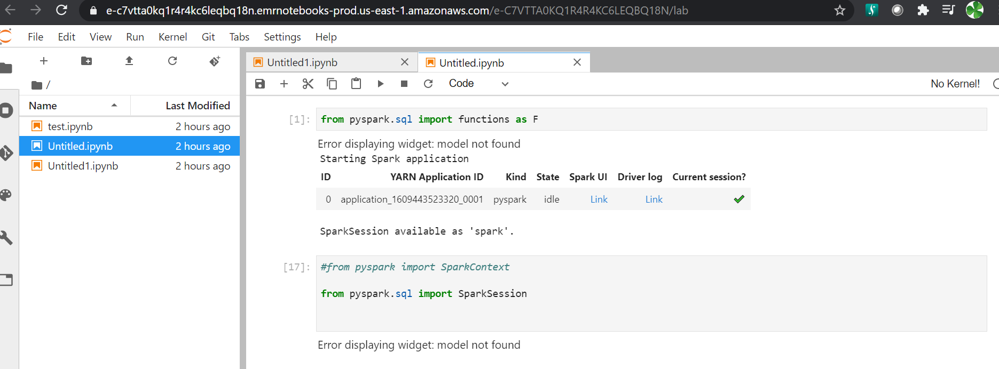 e-c7vtta0kq1r4r4kc6leqbq18n.emrnotebooks-prod.us-east-1.amazonaws.com/e-C7VTTA0KQ1R4R4KC6LEQBQ18N/lab
File Edit View Run Kernel Git Tabs Settings Help
/
Name Last Modified
test.ipynb 2 hours ago
Untitled.ipynb 2 hours ago
Untitled1.ipynb 2 hours ago
Untitled1.ipynb Untitled.ipynb
Code No Kernel!
[1]: from pyspark.sql import functions as F
Error displaying widget: model not found
Starting Spark application
ID YARN Application ID Kind State Spark UI Driver log Current session?
0 application_1609443523320_0001 pyspark idle Link Link ✔
SparkSession available as 'spark'.
[17]: #from pyspark import SparkContext
from pyspark.sql import SparkSession
Error displaying widget: model not found